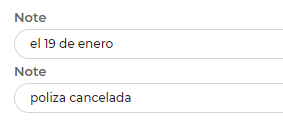 Note
el 19 de enero
Note
poliza cancelada